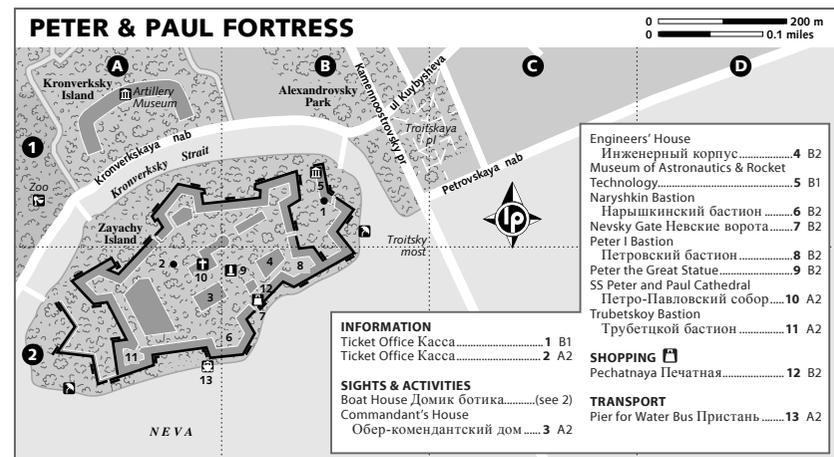 PETER & PAUL FORTRESS
0 200 m
0 0.1 miles
A
B
C
D
1
2
Kronverksky
Island
Artillery
Museum
Alexandrovsky
Park
Kamennoostrovsky pr
ul Kuybysheva
Troitskaya
pl
Kronverkskaya nab
Kronverksky Strait
Petrovskaya nab
Zoo
Zayachy
Island
Troitsky
most
5
1
2
10
9
4
8
3
12
7
6
11
13
NEVA
lp
INFORMATION
Ticket Office Касса 1 B1
Ticket Office Касса 2 A2
SIGHTS & ACTIVITIES
Boat House Домик ботика (see 2)
Commandant's House
Обер-комендантский дом 3 A2
Engineers' House
Инженерный корпус 4 B2
Museum of Astronautics & Rocket
Technology 5 B1
Naryshkin Bastion
Нарышкинский бастион 6 B2
Nevsky Gate Невские ворота 7 B2
Peter I Bastion
Петровский бастион 8 B2
Peter the Great Statue 9 B2
SS Peter and Paul Cathedral
Петро-Павловский собор 10 A2
Trubetskoy Bastion
Трубетцкой бастион 11 A2
SHOPPING
Pechatnaya Печатная 12 B2
TRANSPORT
Pier for Water Bus Пристань 13 A2